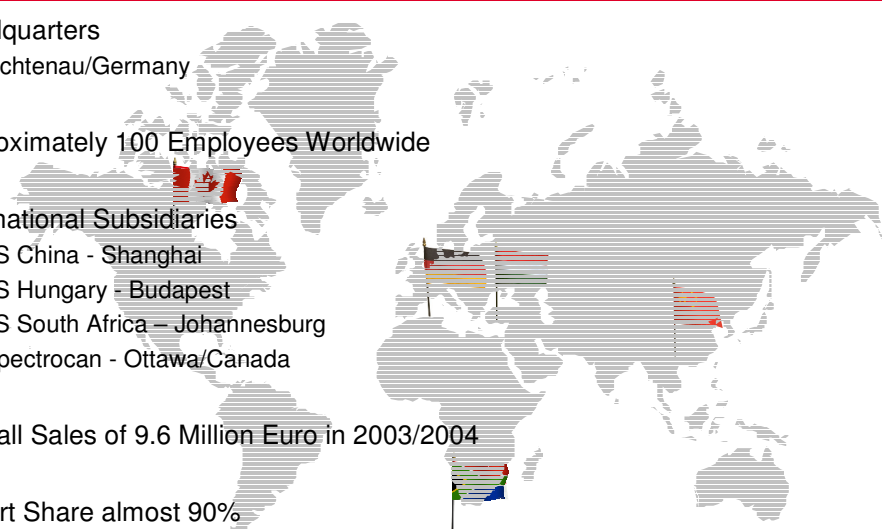 dquarters
chtenau/Germany
oximately 100 Employees Worldwide
national Subsidiaries
S China - Shanghai
S Hungary - Budapest
S South Africa – Johannesburg
pectrocan - Ottawa/Canada
all Sales of 9.6 Million Euro in 2003/2004
rt Share almost 90%